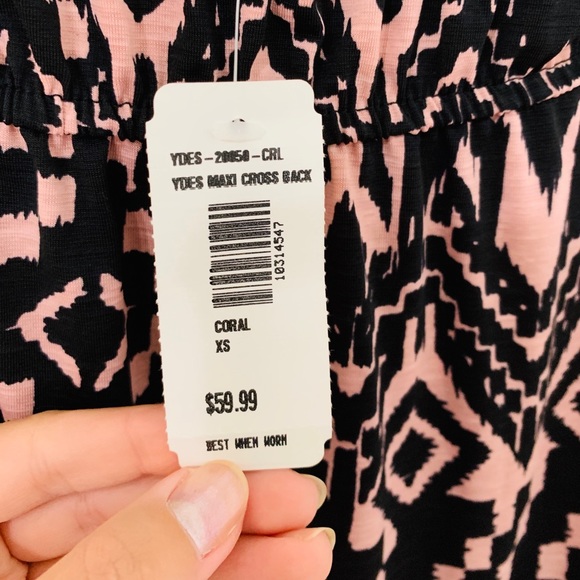 YDES-20050-CRL
YDES MAXI CROSS BACK
10314547
CORAL
XS
$59.99
BEST WHEN WORN